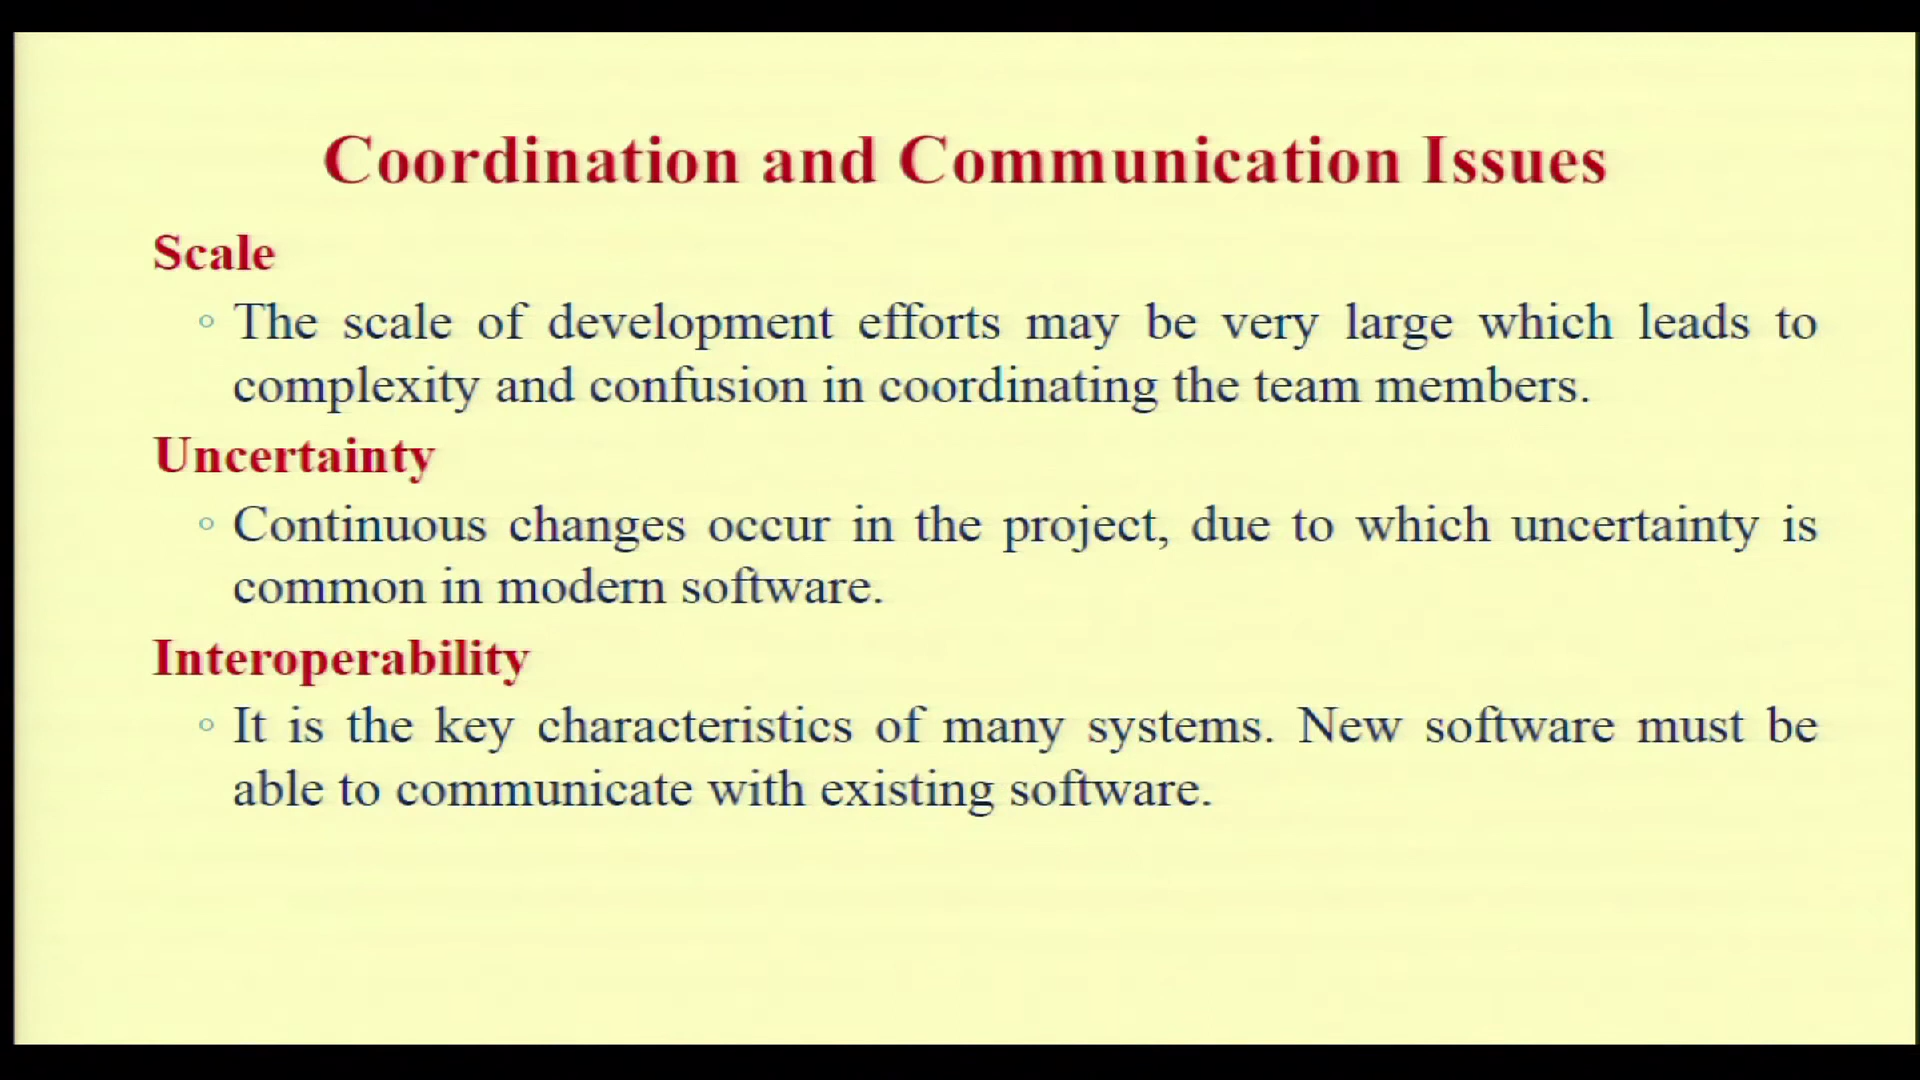 Coordination and Communication Issues
Scale
◦ The scale of development efforts may be very large which leads to
complexity and confusion in coordinating the team members.
Uncertainty
◦ Continuous changes occur in the project, due to which uncertainty is
common in modern software.
Interoperability
◦ It is the key characteristics of many systems. New software must be
able to communicate with existing software.